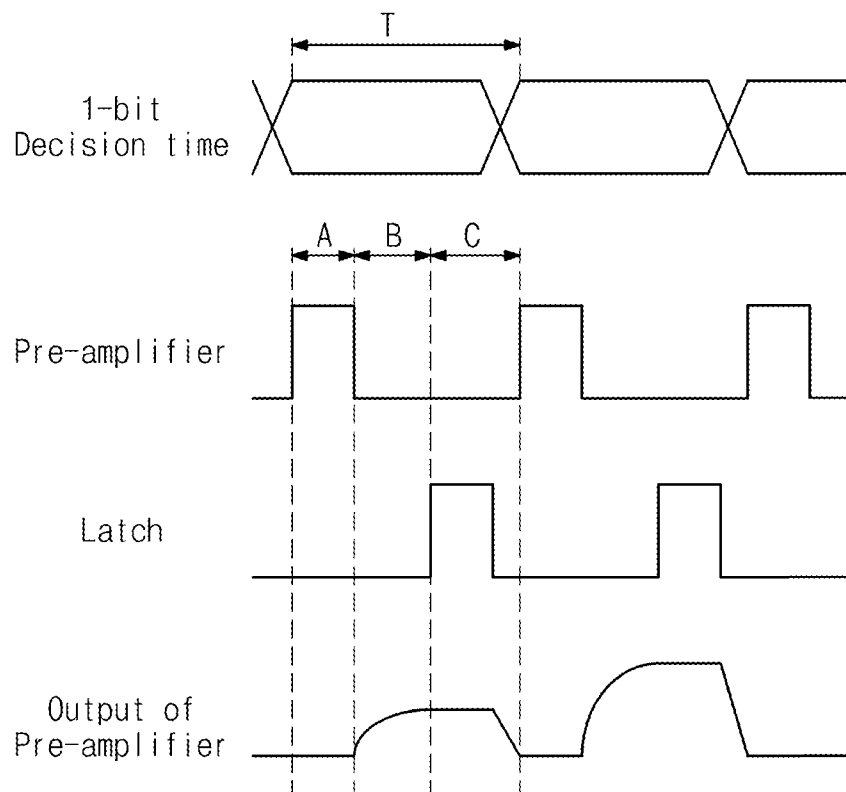 T
1-bit
Decision time
A B C
Pre-amplifier
Latch
Output of
Pre-amplifier